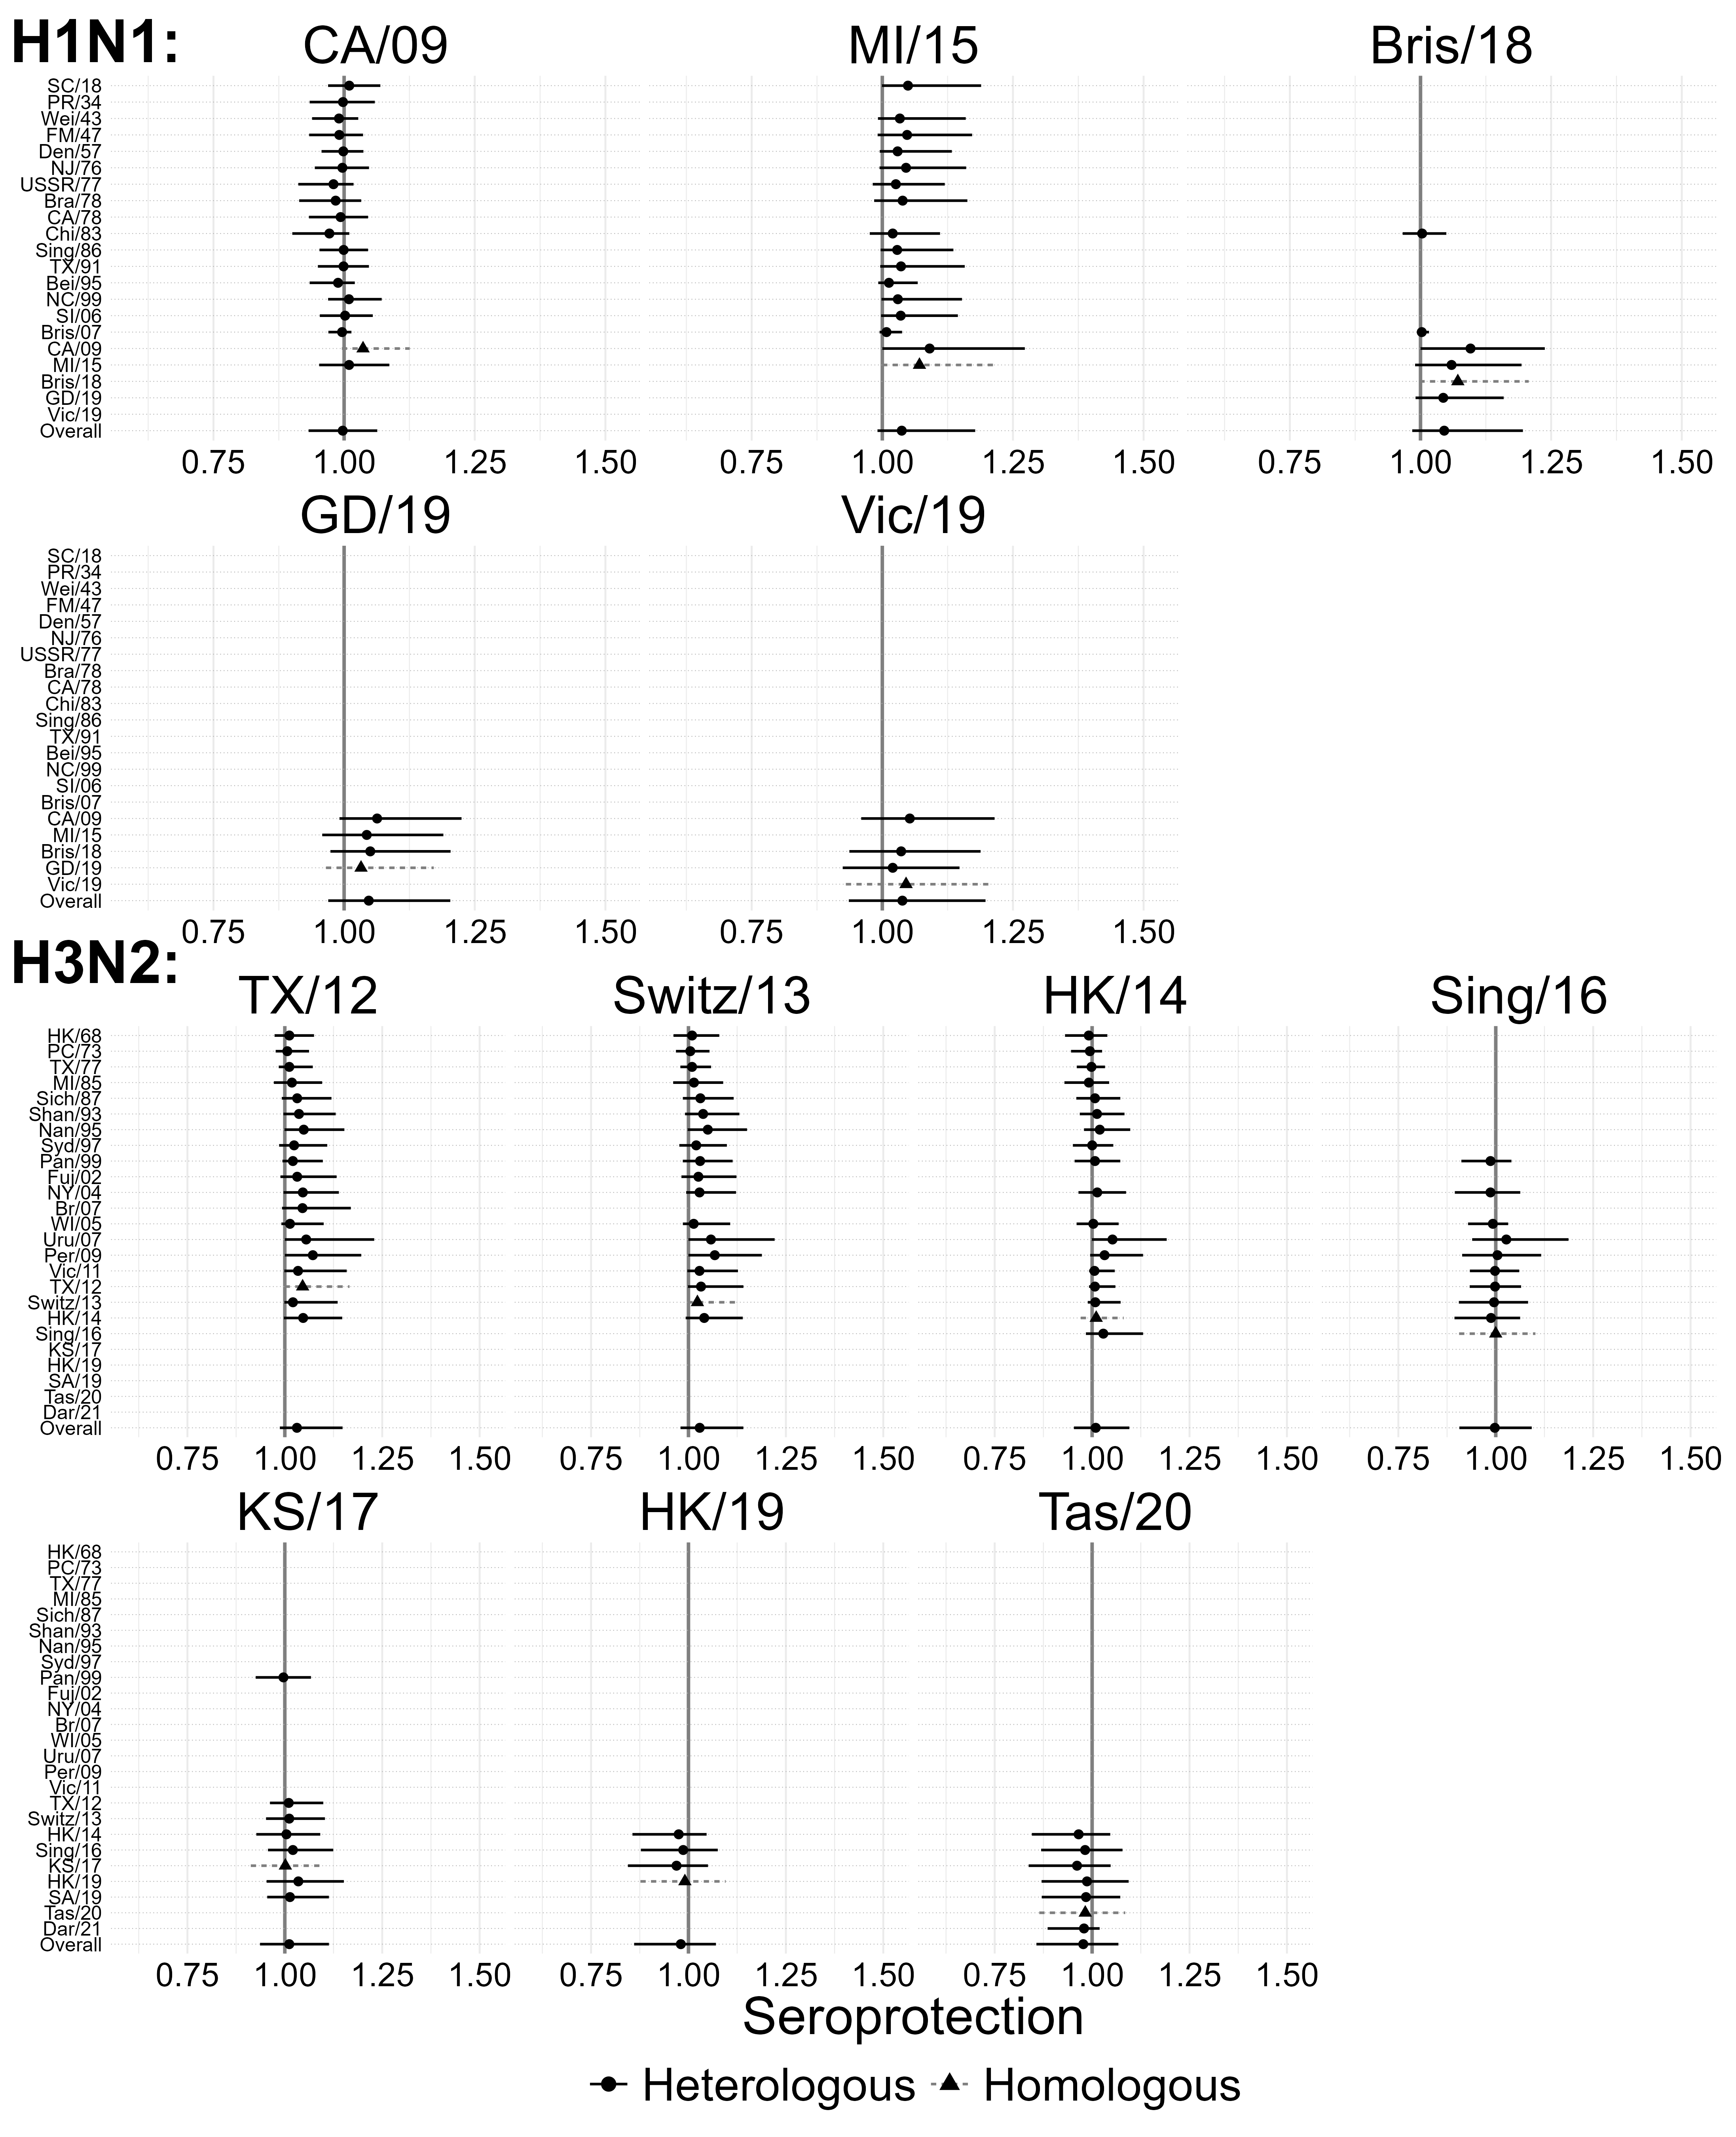 H1N1:
CA/09 MI/15 Bris/18
SC/18
PR/34
Wei/43
FM/47
Den/57
NJ/76
USSR/77
Bra/78
CA/78
Chi/83
Sing/86
TX/91
Bei/95
NC/99
SI/06
Bris/07
CA/09
MI/15
Bris/18
GD/19
Vic/19
Overall
0.75 1.00 1.25 1.50 0.75 1.00 1.25 1.50 0.75 1.00 1.25 1.50
GD/19 Vic/19
SC/18
PR/34
Wei/43
FM/47
Den/57
NJ/76
USSR/77
Bra/78
CA/78
Chi/83
Sing/86
TX/91
Bei/95
NC/99
SI/06
Bris/07
CA/09
MI/15
Bris/18
GD/19
Vic/19
Overall
0.75 1.00 1.25 1.50 0.75 1.00 1.25 1.50
H3N2:
TX/12 Switz/13 HK/14 Sing/16
HK/68
PC/73
TX/77
MI/85
Sich/87
Shan/93
Nan/95
Syd/97
Pan/99
Fuj/02
NY/04
Br/07
WI/05
Uru/07
Per/09
Vic/11
TX/12
Switz/13
HK/14
Sing/16
KS/17
HK/19
SA/19
Tas/20
Dar/21
Overall
0.75 1.00 1.25 1.50 0.75 1.00 1.25 1.50 0.75 1.00 1.25 1.50 0.75 1.00 1.25 1.50
KS/17 HK/19 Tas/20
HK/68
PC/73
TX/77
MI/85
Sich/87
Shan/93
Nan/95
Syd/97
Pan/99
Fuj/02
NY/04
Br/07
WI/05
Uru/07
Per/09
Vic/11
TX/12
Switz/13
HK/14
Sing/16
KS/17
HK/19
SA/19
Tas/20
Dar/21
Overall
0.75 1.00 1.25 1.50 0.75 1.00 1.25 1.50 0.75 1.00 1.25 1.50
Seroprotection
Heterologous Homologous